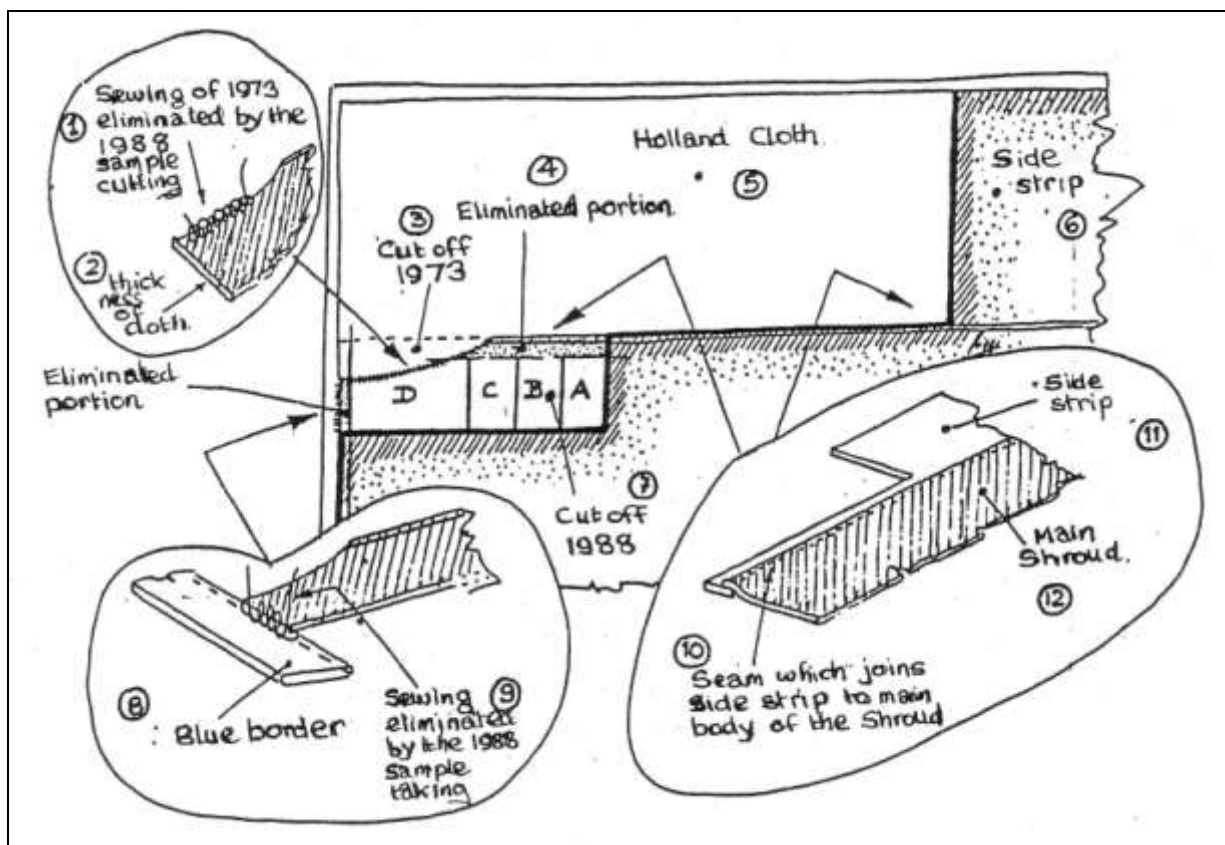 ① Sewing of 1973
eliminated by the
1988
sample
cutting
② thick
ness
of
cloth.
③
Cut off
1973
④
Eliminated portion
Holland Cloth
⑤
Side
strip
⑥
Eliminated
portion
D C B A
⑦
Cut off
1988
⑧
: Blue border
Sewing ⑨
eliminated
by the 1988
sample
taking
Side
strip
⑪
Main
Shroud.
⑫
⑩
Seam which joins
side strip to main
body of the Shroud